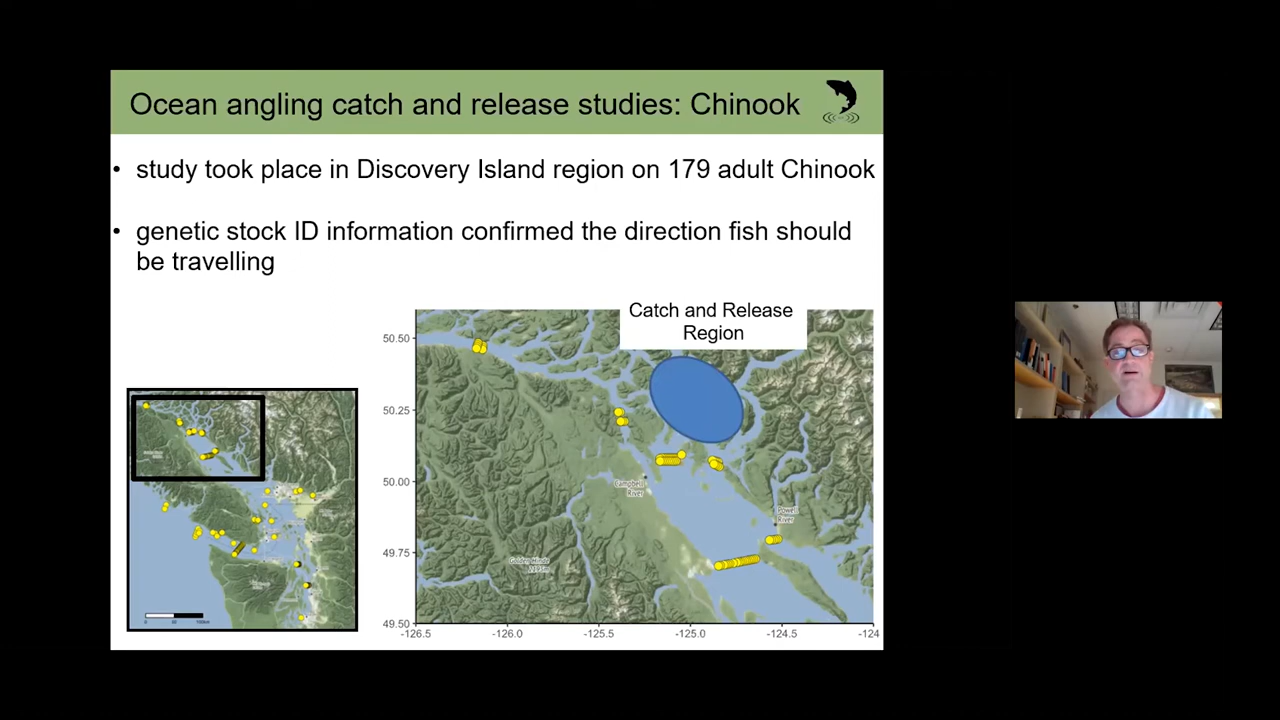 Ocean angling catch and release studies: Chinook
• study took place in Discovery Island region on 179 adult Chinook
• genetic stock ID information confirmed the direction fish should
be travelling
Catch and Release
Region
50.50
50.25
50.00
49.75
49.50
Campbell
River
Powell
River
Golden Hinde
-126.5 -126.0 -125.5 -125.0 -124.5 -124